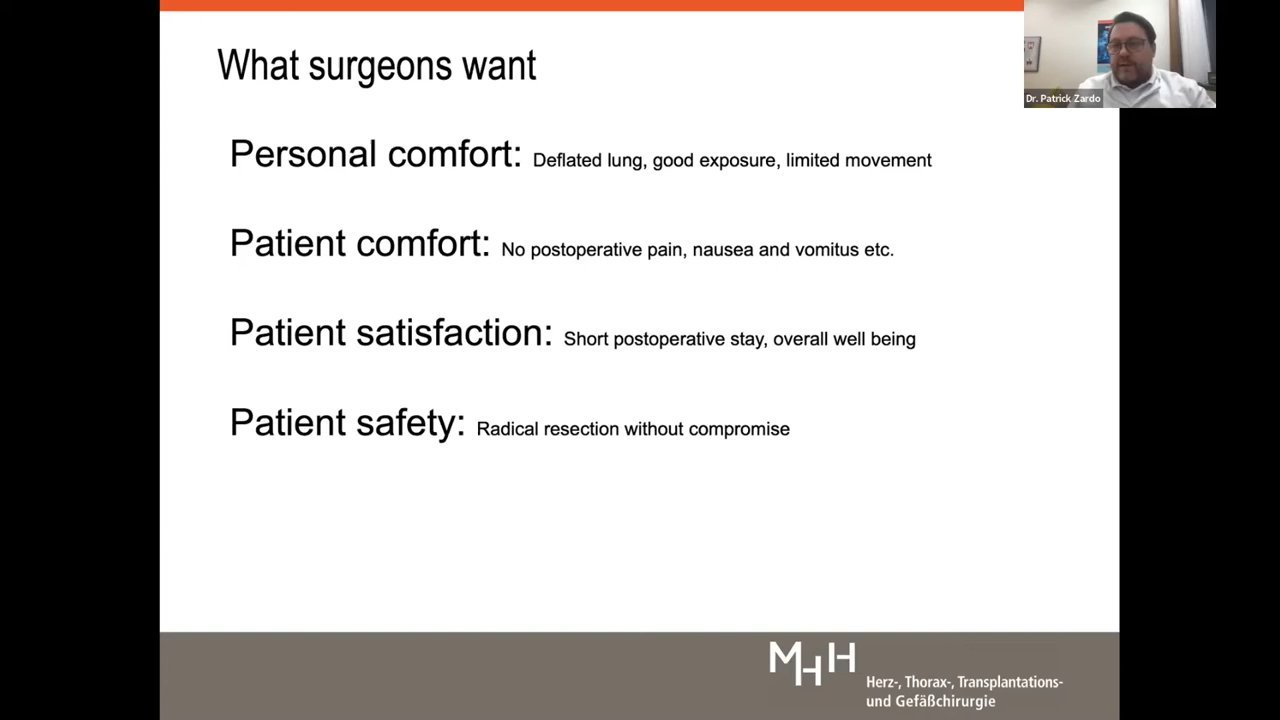 What surgeons want
Dr. Patrick Zardo
Personal comfort: Deflated lung, good exposure, limited movement
Patient comfort: No postoperative pain, nausea and vomitus etc.
Patient satisfaction: Short postoperative stay, overall well being
Patient safety: Radical resection without compromise
MHH
Herz-, Thorax-, Transplantations-
und Gefäßchirurgie